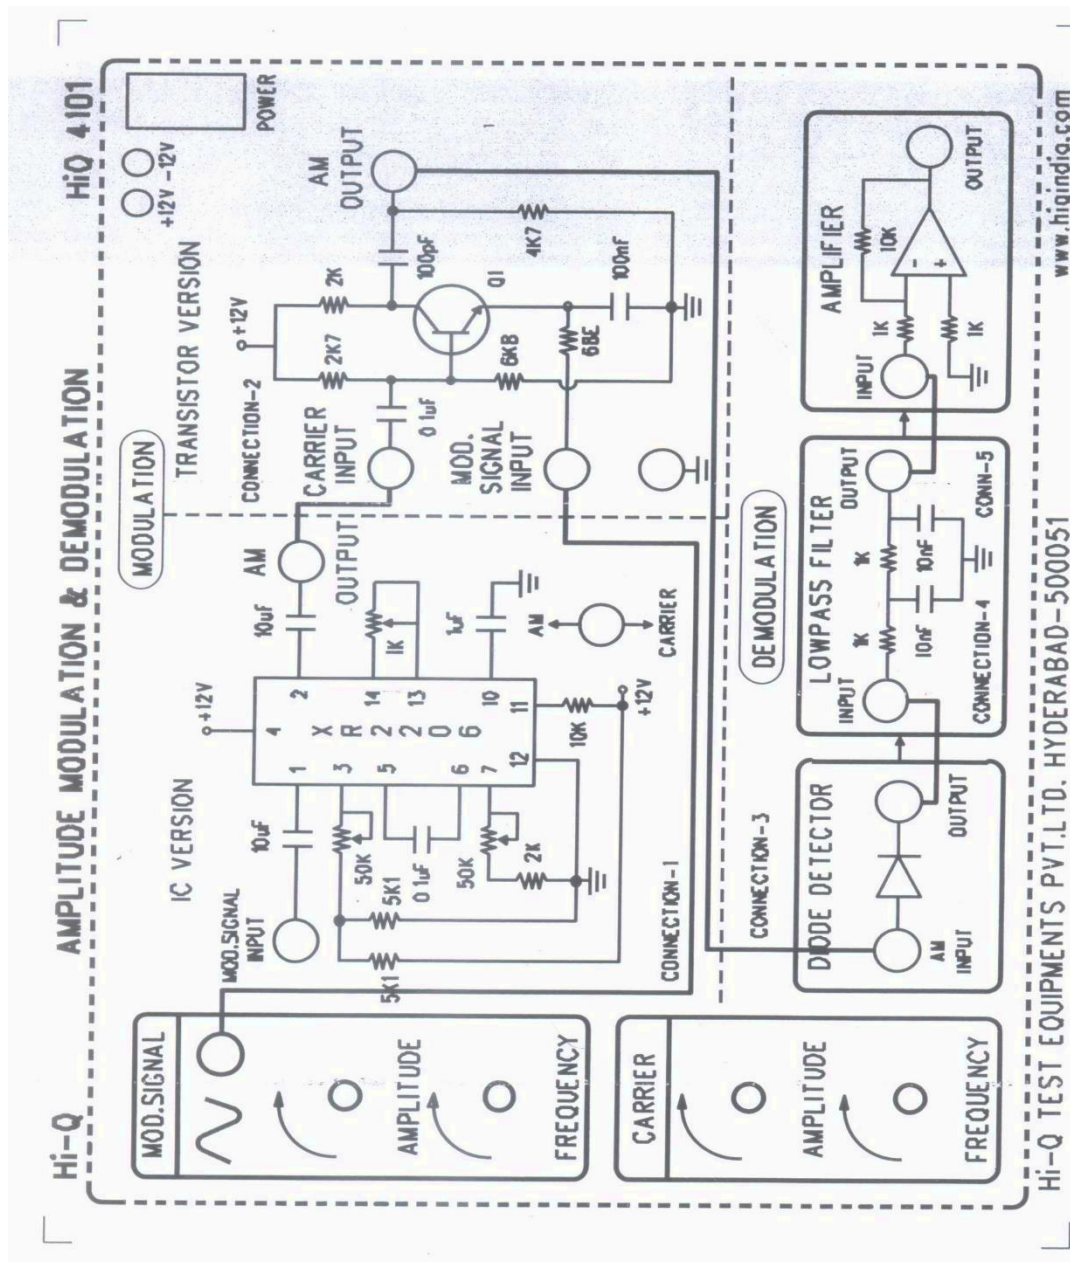 Hi-Q AMPLITUDE MODULATION & DEMODULATION HiQ 4101
MOD.SIGNAL
AMPLITUDE
FREQUENCY
CARRIER
AMPLITUDE
FREQUENCY
IC VERSION
MOD.SIGNAL
INPUT
10uF
+12V
4
1
2
X
R
2
2
0
6
3
5
6
7
12
14
13
10
11
50K
5K1
5K1
0.1uF
50K
2K
10K
+12V
10uF
AM
OUTPUT
1K
1uF
AM
CARRIER
CONNECTION-1
MODULATION
TRANSISTOR VERSION
CONNECTION-2
+12V
2K7
2K
CARRIER
INPUT
0.1uF
100pF
Q1
6K8
MOD.
SIGNAL
INPUT
68E
100nF
4K7
AM
OUTPUT
+12V -12V
POWER
CONNECTION-3
DEMODULATION
DIODE DETECTOR
AM
INPUT
OUTPUT
LOWPASS FILTER
INPUT
1K
1K
10nF
10nF
OUTPUT
CONNECTION-4
CONN-5
AMPLIFIER
INPUT
1K
10K
1K
-
+
OUTPUT
Hi-Q TEST EQUIPMENTS PVT.LTD. HYDERABAD-500051 www.hiqindia.com